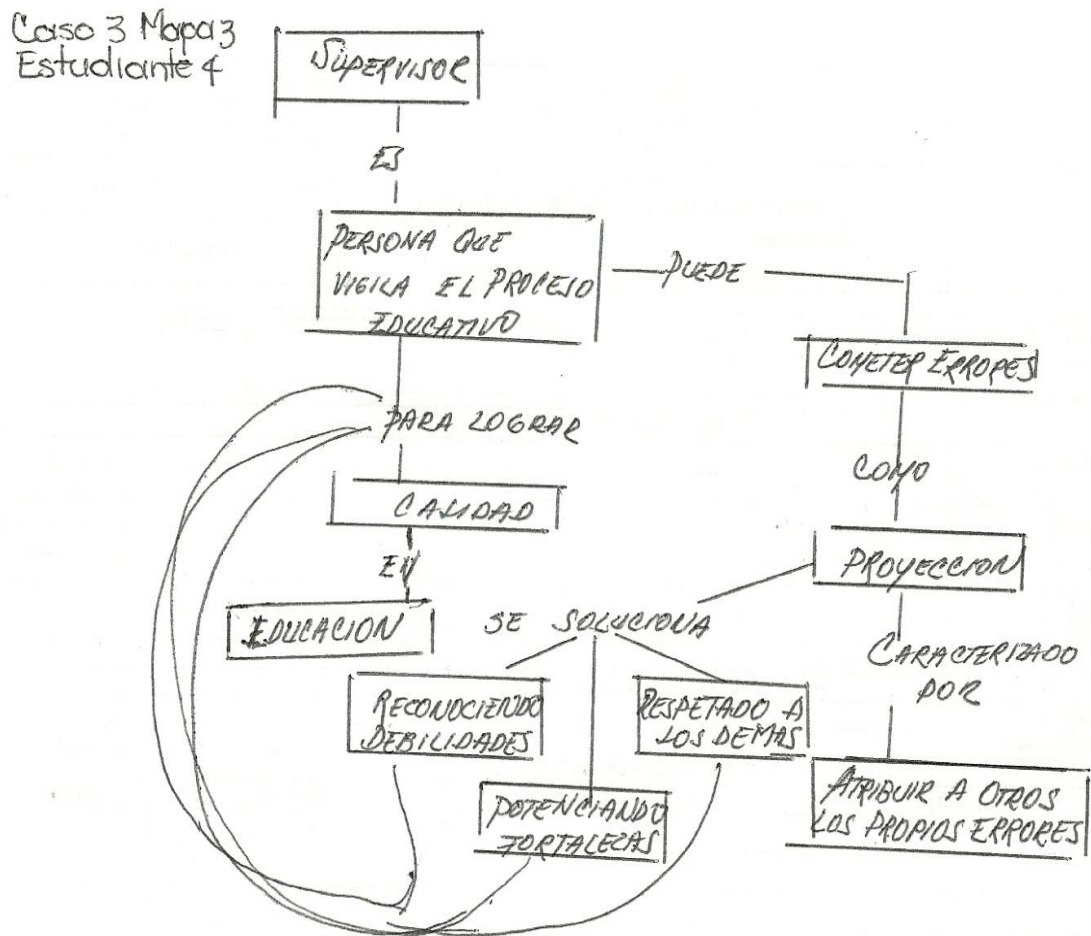 Caso 3 Mapa 3
Estudiante 4
SUPERVISOR
ES
PERSONA QUE
VIGILA EL PROCESO
EDUCATIVO
PUEDE
COMETER ERRORES
PARA LOGRAR
COMO
CALIDAD
EN
PROYECCION
EDUCACION
SE SOLUCIONA
CARACTERIZADO
POR
RECONOCIENDO
DEBILIDADES
RESPETADO A
LOS DEMAS
POTENCIANDO
FORTALEZAS
ATRIBUIR A OTROS
LOS PROPIOS ERRORES